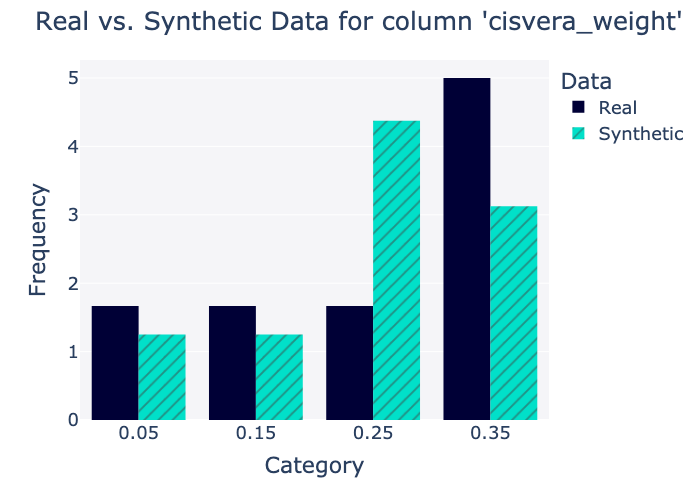 Real vs. Synthetic Data for column 'cisvera_weight'
Data
Real
Synthetic
Frequency
5
4
3
2
1
0
0.05 0.15 0.25 0.35
Category